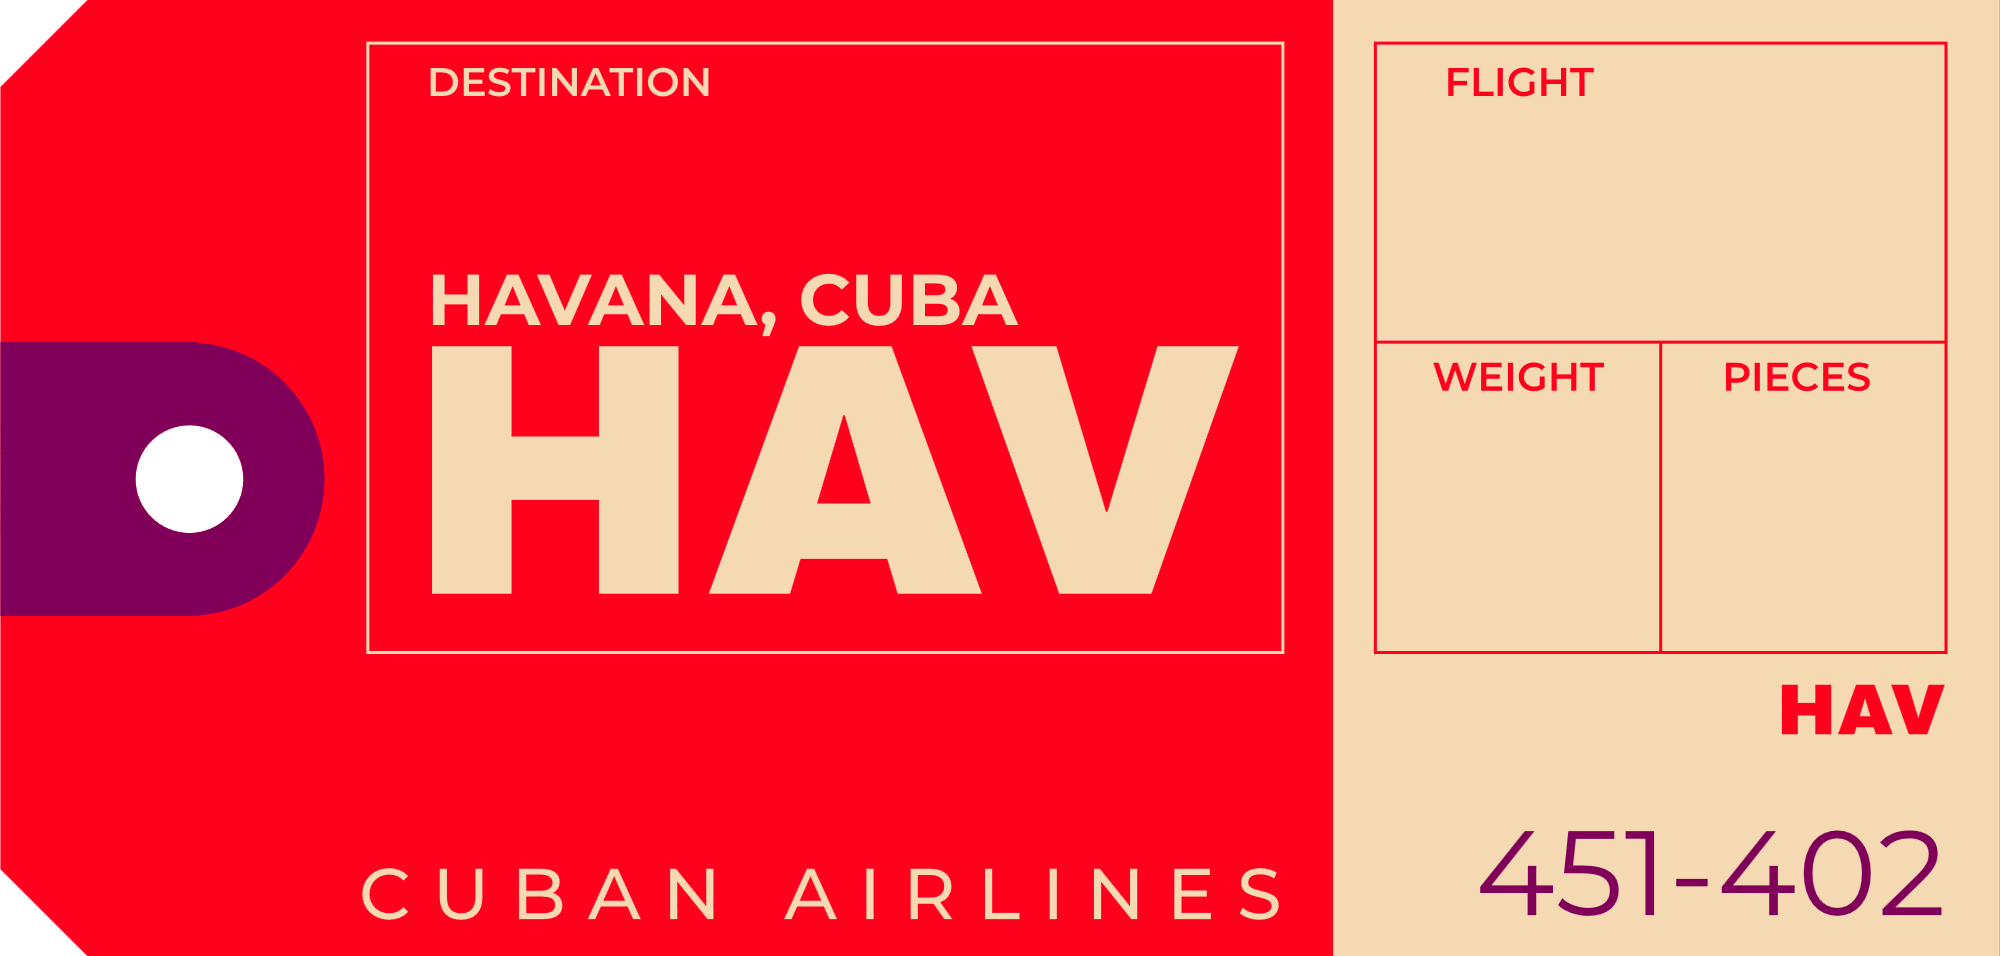 DESTINATION
HAVANA, CUBA
HAV
CUBAN AIRLINES
FLIGHT
WEIGHT
PIECES
HAV
451-402